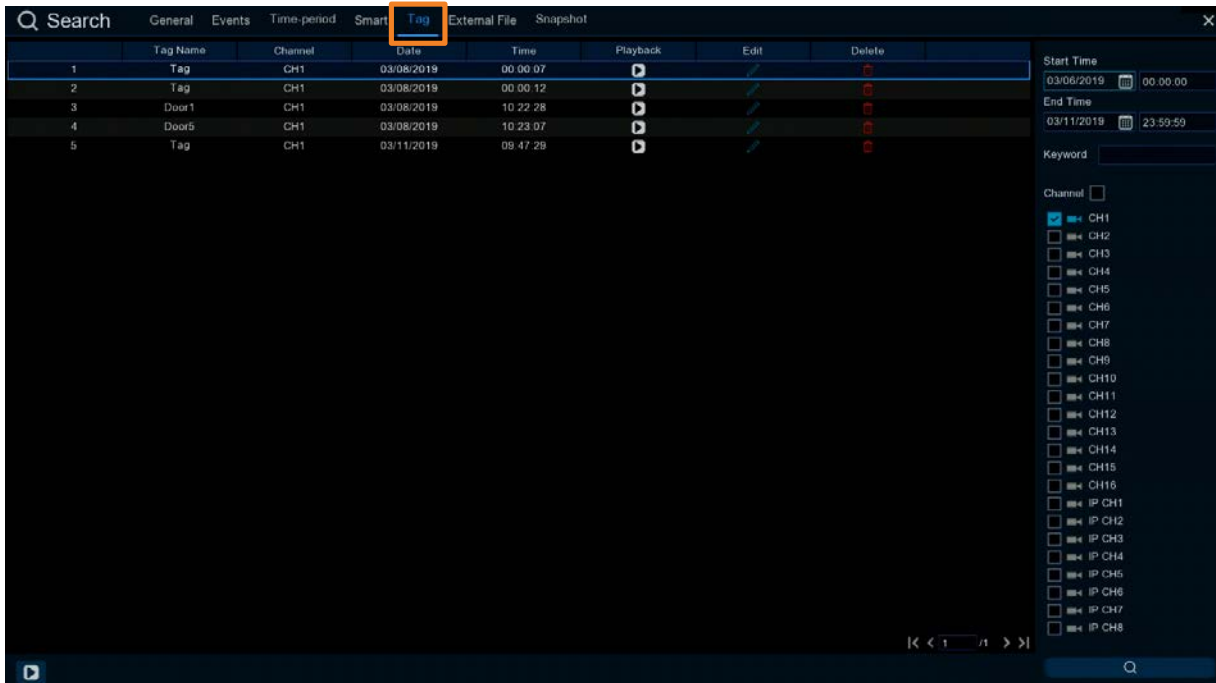 Search General Events Time-period Smart Tag External File Snapshot
Tag Name Channel Date Time Playback Edit Delete
1 Tag CH1 03/08/2019 00:00:07
2 Tag CH1 03/08/2019 00:00:12
3 Door1 CH1 03/08/2019 10:22:28
4 Door5 CH1 03/08/2019 10:23:07
5 Tag CH1 03/11/2019 09:47:29
1 /1
Start Time
03/06/2019 00:00:00
End Time
03/11/2019 23:59:59
Keyword
Channel
CH1
CH2
CH3
CH4
CH5
CH6
CH7
CH8
CH9
CH10
CH11
CH12
CH13
CH14
CH15
CH16
IP CH1
IP CH2
IP CH3
IP CH4
IP CH5
IP CH6
IP CH7
IP CH8